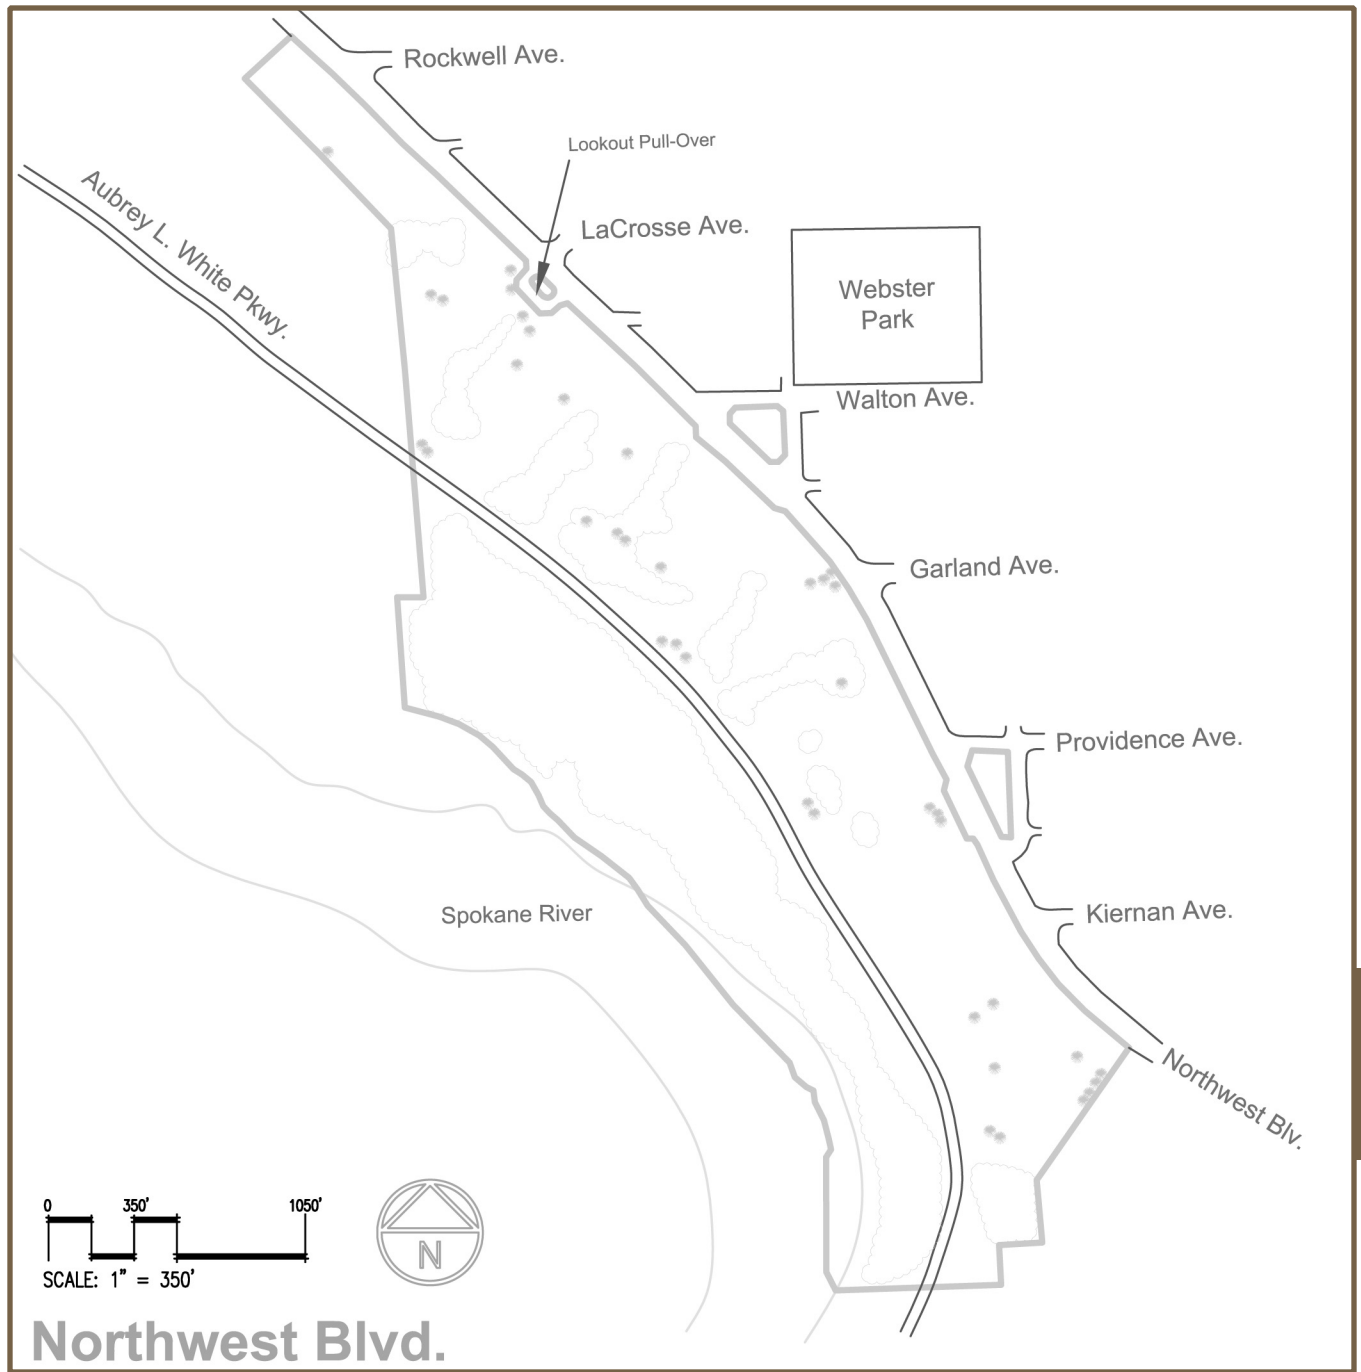 Rockwell Ave.
Lookout Pull-Over
LaCrosse Ave.
Aubrey L. White Pkwy.
Webster
Park
Walton Ave.
Garland Ave.
Providence Ave.
Kiernan Ave.
Spokane River
Northwest Blv.
0 350' 1050'
SCALE: 1" = 350'
N
Northwest Blvd.